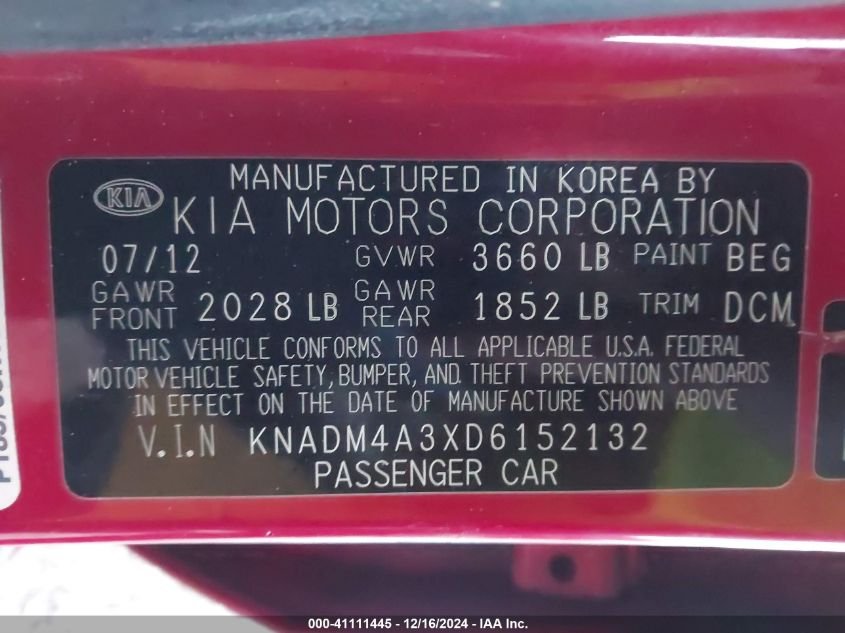 MANUFACTURED IN KOREA BY
KIA KIA MOTORS CORPORATION
07/12 GVWR 3660 LB PAINT BEG
GAWR FRONT 2028 LB GAWR REAR 1852 LB TRIM DCM
THIS VEHICLE CONFORMS TO ALL APPLICABLE U.S.A. FEDERAL
MOTOR VEHICLE SAFETY, BUMPER, AND THEFT PREVENTION STANDARDS
IN EFFECT ON THE DATE OF MANUFACTURE SHOWN ABOVE
V.I.N KNADM4A3XD6152132
PASSENGER CAR
000-41111445 - 12/16/2024 - IAA Inc.